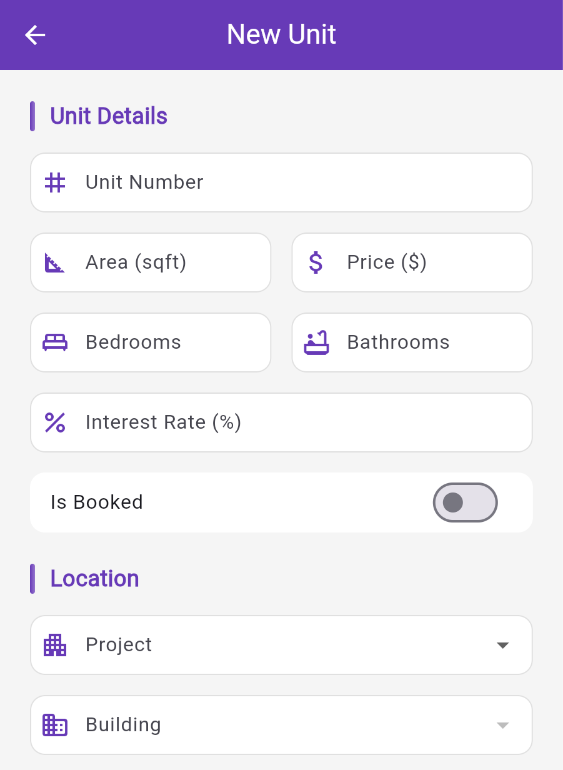 New Unit
Unit Details
Unit Number
Area (sqft)
Price ($)
Bedrooms
Bathrooms
Interest Rate (%)
Is Booked
Location
Project
Building